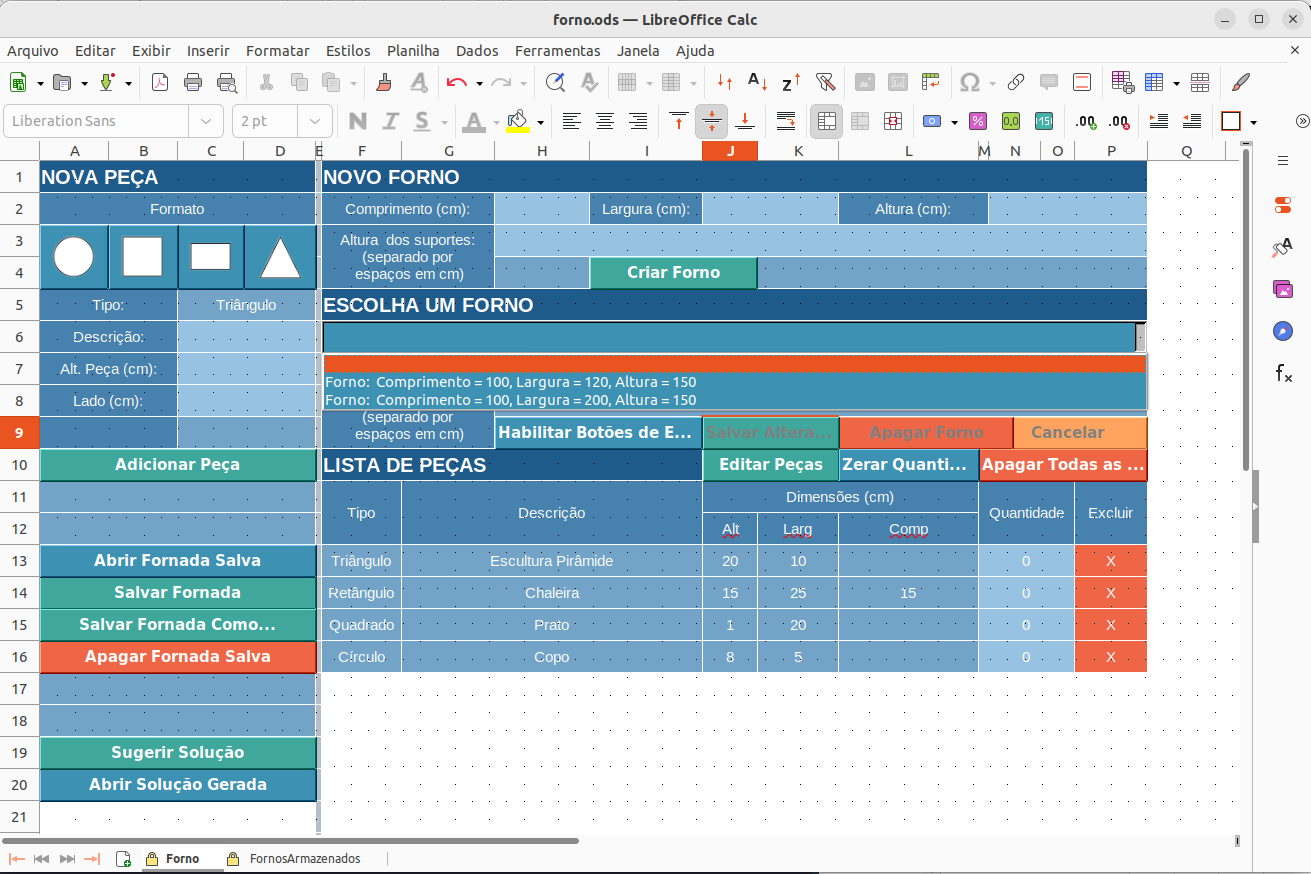 forno.ods — LibreOffice Calc
Arquivo Editar Exibir Inserir Formatar Estilos Planilha Dados Ferramentas Janela Ajuda
Liberation Sans 2 pt N I S A 0,0
A B C D E F G H I J K L M N O P Q
1 NOVA PEÇA NOVO FORNO
2 Formato Comprimento (cm): Largura (cm): Altura (cm):
3 Altura dos suportes:
(separado por
4 espaços em cm) Criar Forno
5 Tipo: Triângulo ESCOLHA UM FORNO
6 Descrição:
7 Alt. Peça (cm):
Forno: Comprimento = 100, Largura = 120, Altura = 150
8 Lado (cm): Forno: Comprimento = 100, Largura = 200, Altura = 150
(separado por
9 espaços em cm) Habilitar Botões de E... Salvar Altera... Apagar Forno Cancelar
10 Adicionar Peça LISTA DE PEÇAS Editar Peças Zerar Quanti... Apagar Todas as ...
11 Dimensões (cm)
Tipo Descrição Quantidade Excluir
12 Alt Larg Comp
13 Abrir Fornada Salva Triângulo Escultura Pirâmide 20 10 0 X
14 Salvar Fornada Retângulo Chaleira 15 25 15 0 X
15 Salvar Fornada Como... Quadrado Prato 1 20 0 X
16 Apagar Fornada Salva Círculo Copo 8 5 0 X
17
18
19 Sugerir Solução
20 Abrir Solução Gerada
21
Forno FornosArmazenados